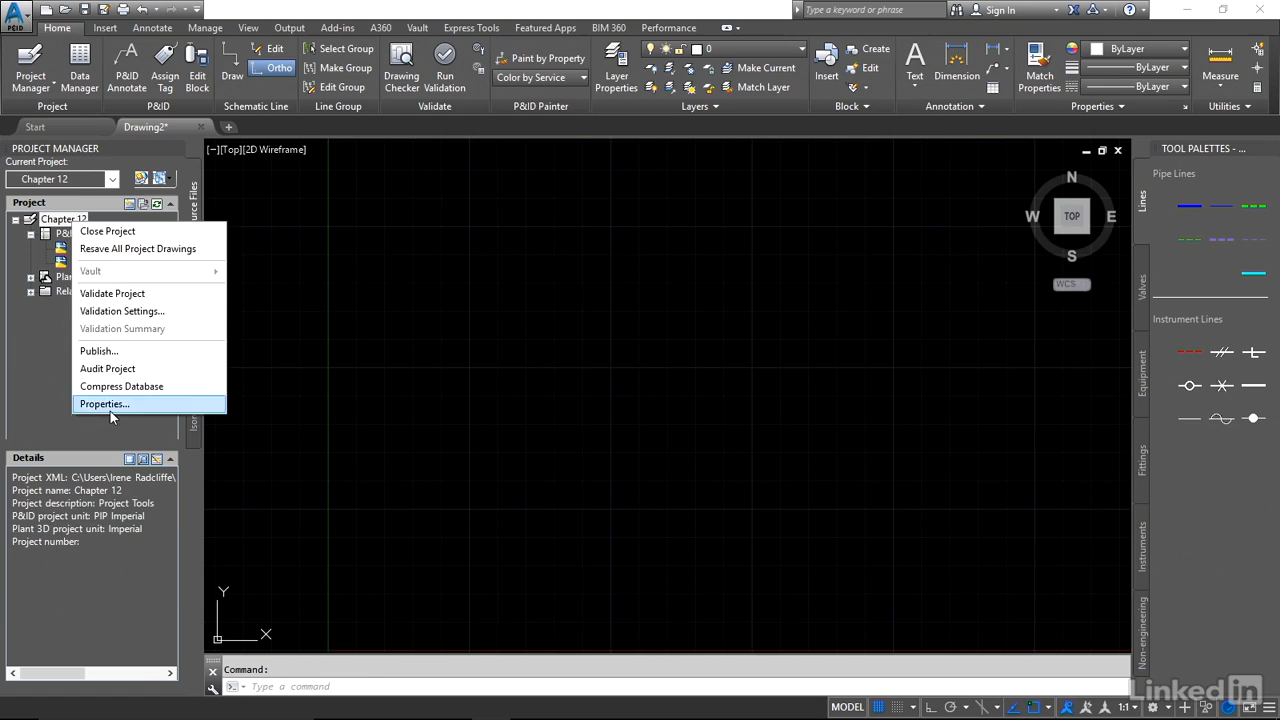 Type a keyword or phrase
Sign In
P&ID
Home
Insert
Annotate
Manage
View
Output
Add-ins
A360
Vault
Express Tools
Featured Apps
BIM 360
Performance
Project Manager
Data Manager
P&ID Annotate
Assign Tag
Edit Block
Draw
Edit
Ortho
Select Group
Make Group
Edit Group
Drawing Checker
Run Validation
Paint by Property
Color by Service
Layer Properties
0
Make Current
Match Layer
Insert
Create
Edit
Text
Dimension
Match Properties
ByLayer
ByLayer
ByLayer
Measure
Project
P&ID
Schematic Line
Line Group
Validate
P&ID Painter
Layers
Block
Annotation
Properties
Utilities
Start
Drawing2*
PROJECT MANAGER
Current Project:
Chapter 12
Project
Chapter 12
Close Project
Resave All Project Drawings
Vault
Validate Project
Validation Settings...
Validation Summary
Publish...
Audit Project
Compress Database
Properties...
Details
Project XML: C:\Users\Irene Radcliffe\
Project name: Chapter 12
Project description: Project Tools
P&ID project unit: PIP Imperial
Plant 3D project unit: Imperial
Project number:
[−][Top][2D Wireframe]
N
W
TOP
E
S
WCS
Y
X
Command:
Type a command
TOOL PALETTES - ...
Pipe Lines
Instrument Lines
Lines
Valves
Equipment
Fittings
Instruments
Non-engineering
MODEL
1:1
LinkedIn